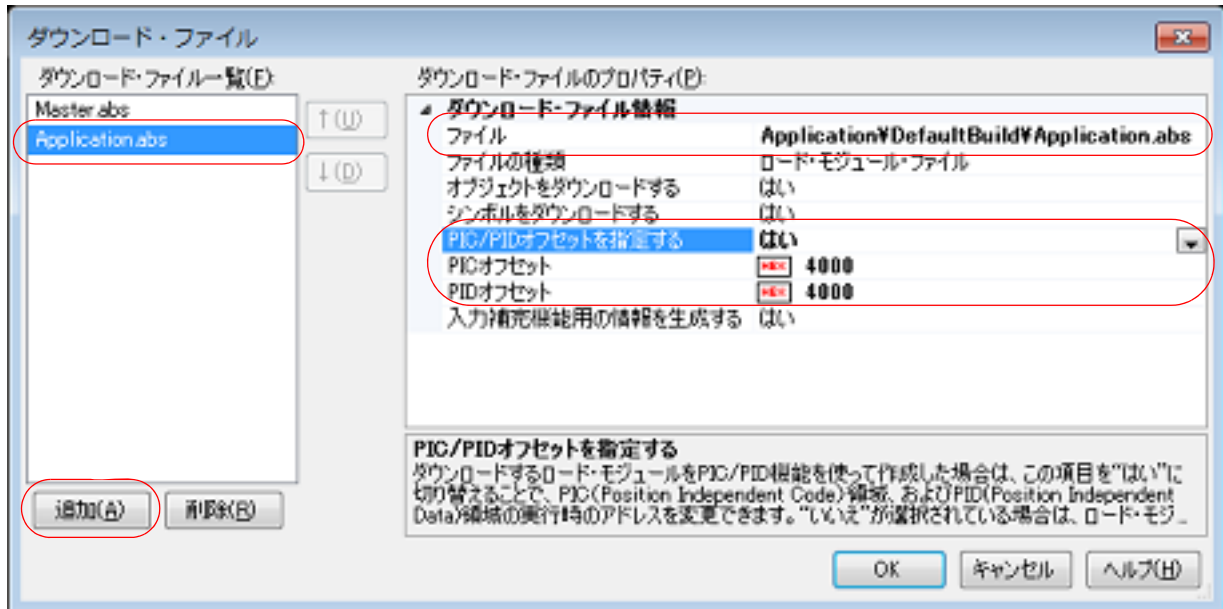 ダウンロード・ファイル
ダウンロード・ファイル一覧(F):
Master.abs
Application.abs
↑(U)
↓(D)
追加(A)
削除(R)
ダウンロード・ファイルのプロパティ(P):
ダウンロード・ファイル情報
ファイル Application¥DefaultBuild¥Application.abs
ファイルの種類 ロード・モジュール・ファイル
オブジェクトをダウンロードする はい
シンボルをダウンロードする はい
PIC/PIDオフセットを指定する はい
PICオフセット HEX 4000
PIDオフセット HEX 4000
入力補完機能用の情報を生成する はい
PIC/PIDオフセットを指定する
ダウンロードするロード・モジュールをPIC/PID機能を使って作成した場合は、この項目を"はい"に
切り替えることで、PIC(Position Independent Code)領域、およびPID(Position Independent
Data)領域の実行時のアドレスを変更できます。"いいえ"が選択されている場合は、ロード・モジ...
OK
キャンセル
ヘルプ(H)